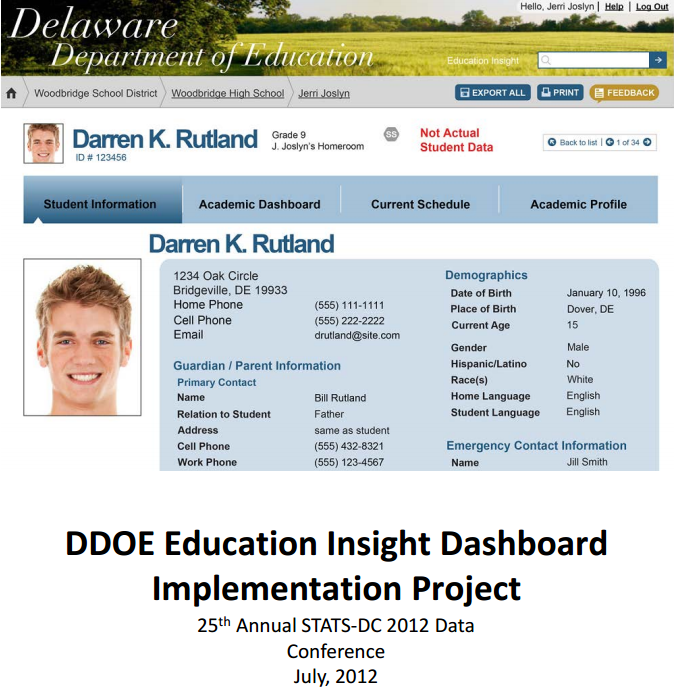 Hello, Jerri Joslyn | Help | Log Out
Delaware
Department of Education
Education Insight
Woodbridge School District
Woodbridge High School
Jerri Joslyn
EXPORT ALL
PRINT
FEEDBACK
Darren K. Rutland
ID # 123456
Grade 9
J. Joslyn's Homeroom
SS
Not Actual
Student Data
Back to list | 1 of 34
Student Information
Academic Dashboard
Current Schedule
Academic Profile
Darren K. Rutland
1234 Oak Circle
Bridgeville, DE 19933
Home Phone (555) 111-1111
Cell Phone (555) 222-2222
Email drutland@site.com
Guardian / Parent Information
Primary Contact
Name Bill Rutland
Relation to Student Father
Address same as student
Cell Phone (555) 432-8321
Work Phone (555) 123-4567
Demographics
Date of Birth January 10, 1996
Place of Birth Dover, DE
Current Age 15
Gender Male
Hispanic/Latino No
Race(s) White
Home Language English
Student Language English
Emergency Contact Information
Name Jill Smith
DDOE Education Insight Dashboard
Implementation Project
25th Annual STATS-DC 2012 Data
Conference
July, 2012